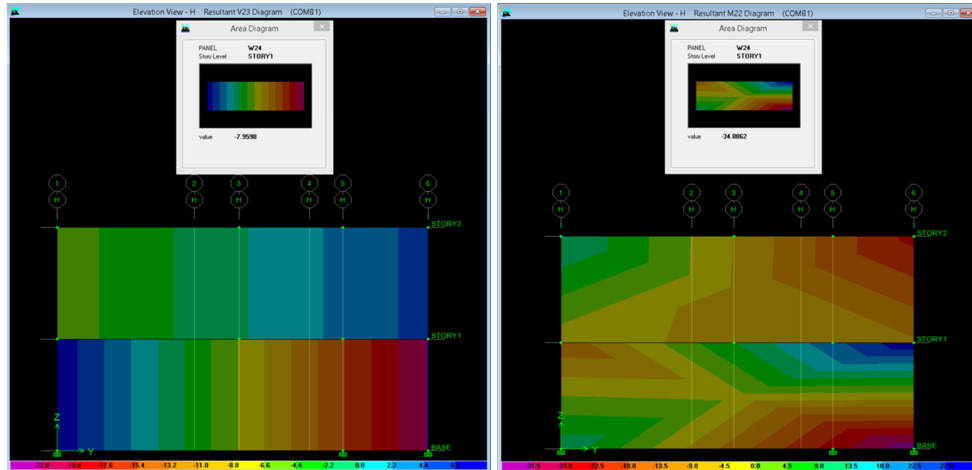 Elevation View - H   Resultant V23 Diagram   (COMB1)
Area Diagram
PANEL   W24
Story Level   STORY1
value   -7.9598
1 2 3 4 5 6
H H H H H H
STORY2
STORY1
Z
Y
BASE
-17.6 -15.4 -13.2 -11.0 -8.8 -6.6 -4.4 -2.2 0.0 2.2 4.4
Elevation View - H   Resultant M22 Diagram   (COMB1)
Area Diagram
PANEL   W24
Story Level   STORY1
value   -34.8862
1 2 3 4 5 6
H H H H H H
STORY2
STORY1
Z
Y
BASE
-31.5 -27.0 -22.5 -18.0 -13.5 -9.0 -4.5 0.0 4.5 9.0 13.5 18.0 22.5